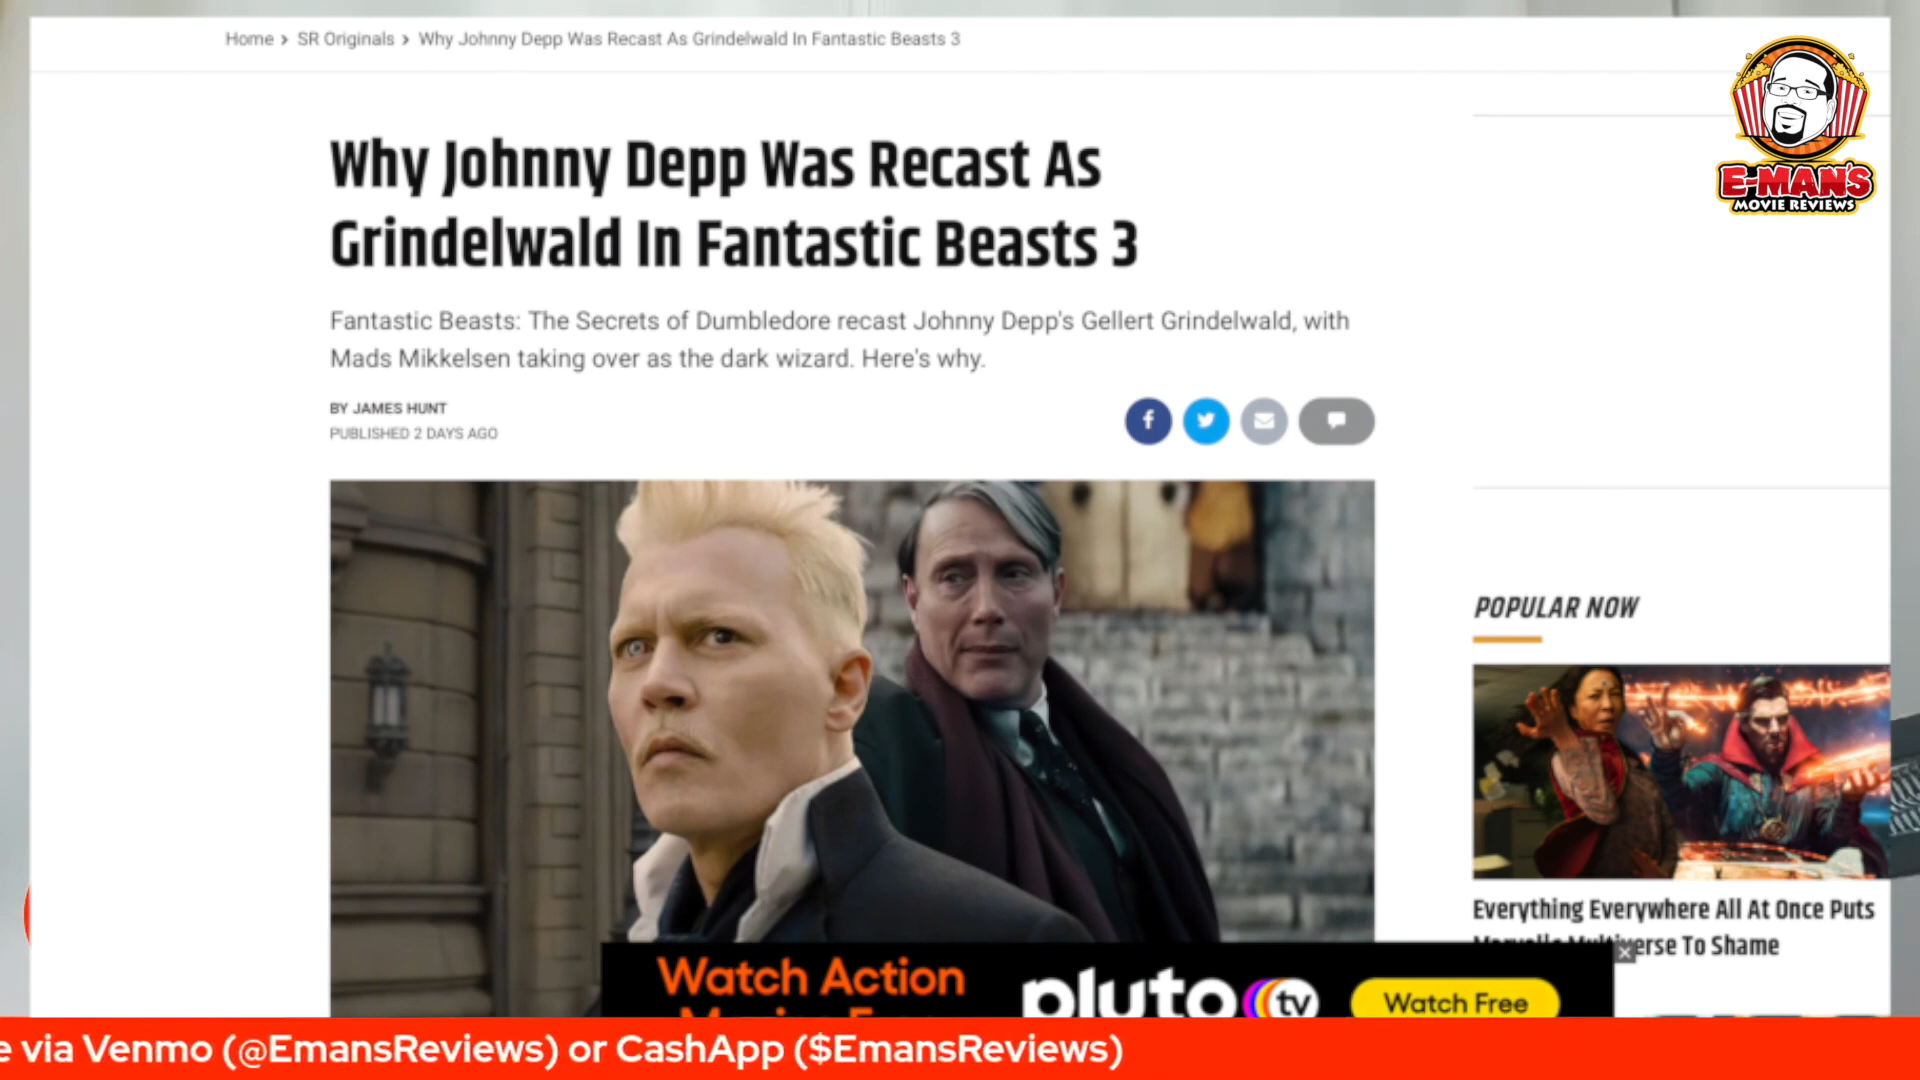 Home > SR Originals > Why Johnny Depp Was Recast As Grindelwald In Fantastic Beasts 3
E-MAN'S
MOVIE REVIEWS
Why Johnny Depp Was Recast As
Grindelwald In Fantastic Beasts 3
Fantastic Beasts: The Secrets of Dumbledore recast Johnny Depp's Gellert Grindelwald, with
Mads Mikkelsen taking over as the dark wizard. Here's why.
BY JAMES HUNT
PUBLISHED 2 DAYS AGO
f
POPULAR NOW
Everything Everywhere All At Once Puts
To Shame
Watch Action
pluto tv
Watch Free
e via Venmo (@EmansReviews) or CashApp ($EmansReviews)